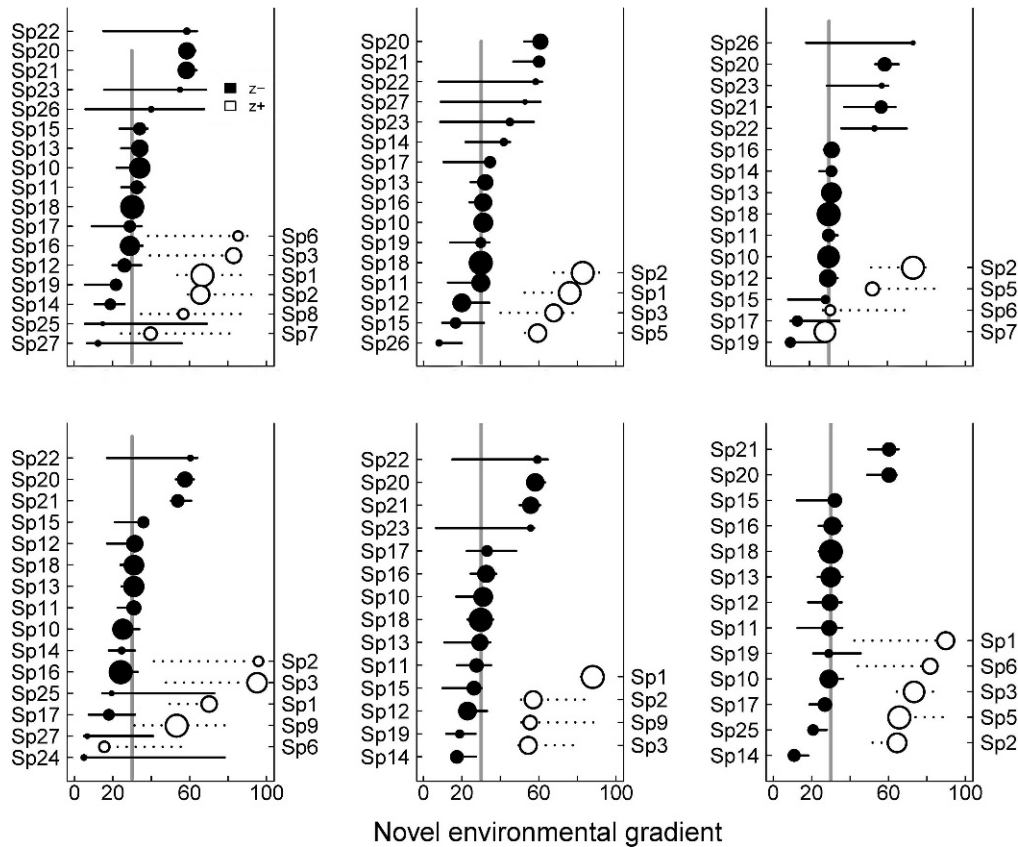 Sp22
Sp20
Sp21
Sp23
Sp26
Sp15
Sp13
Sp10
Sp11
Sp18
Sp17
Sp16
Sp12
Sp19
Sp14
Sp25
Sp27
z−
z+
Sp6
Sp3
Sp1
Sp2
Sp8
Sp7
0 20 60 100
Sp20
Sp21
Sp22
Sp27
Sp23
Sp14
Sp17
Sp13
Sp16
Sp10
Sp19
Sp18
Sp11
Sp12
Sp15
Sp26
Sp2
Sp1
Sp3
Sp5
0 20 60 100
Sp26
Sp20
Sp23
Sp21
Sp22
Sp16
Sp14
Sp13
Sp18
Sp11
Sp10
Sp12
Sp15
Sp17
Sp19
Sp2
Sp5
Sp6
Sp7
0 20 60 100
Sp22
Sp20
Sp21
Sp15
Sp12
Sp18
Sp13
Sp11
Sp10
Sp14
Sp16
Sp25
Sp17
Sp27
Sp24
Sp2
Sp3
Sp1
Sp9
Sp6
Sp22
Sp20
Sp21
Sp23
Sp17
Sp16
Sp10
Sp18
Sp13
Sp11
Sp15
Sp12
Sp19
Sp14
Sp1
Sp2
Sp9
Sp3
Sp21
Sp20
Sp15
Sp16
Sp18
Sp13
Sp12
Sp11
Sp19
Sp10
Sp17
Sp25
Sp14
Sp1
Sp6
Sp3
Sp5
Sp2
Novel environmental gradient